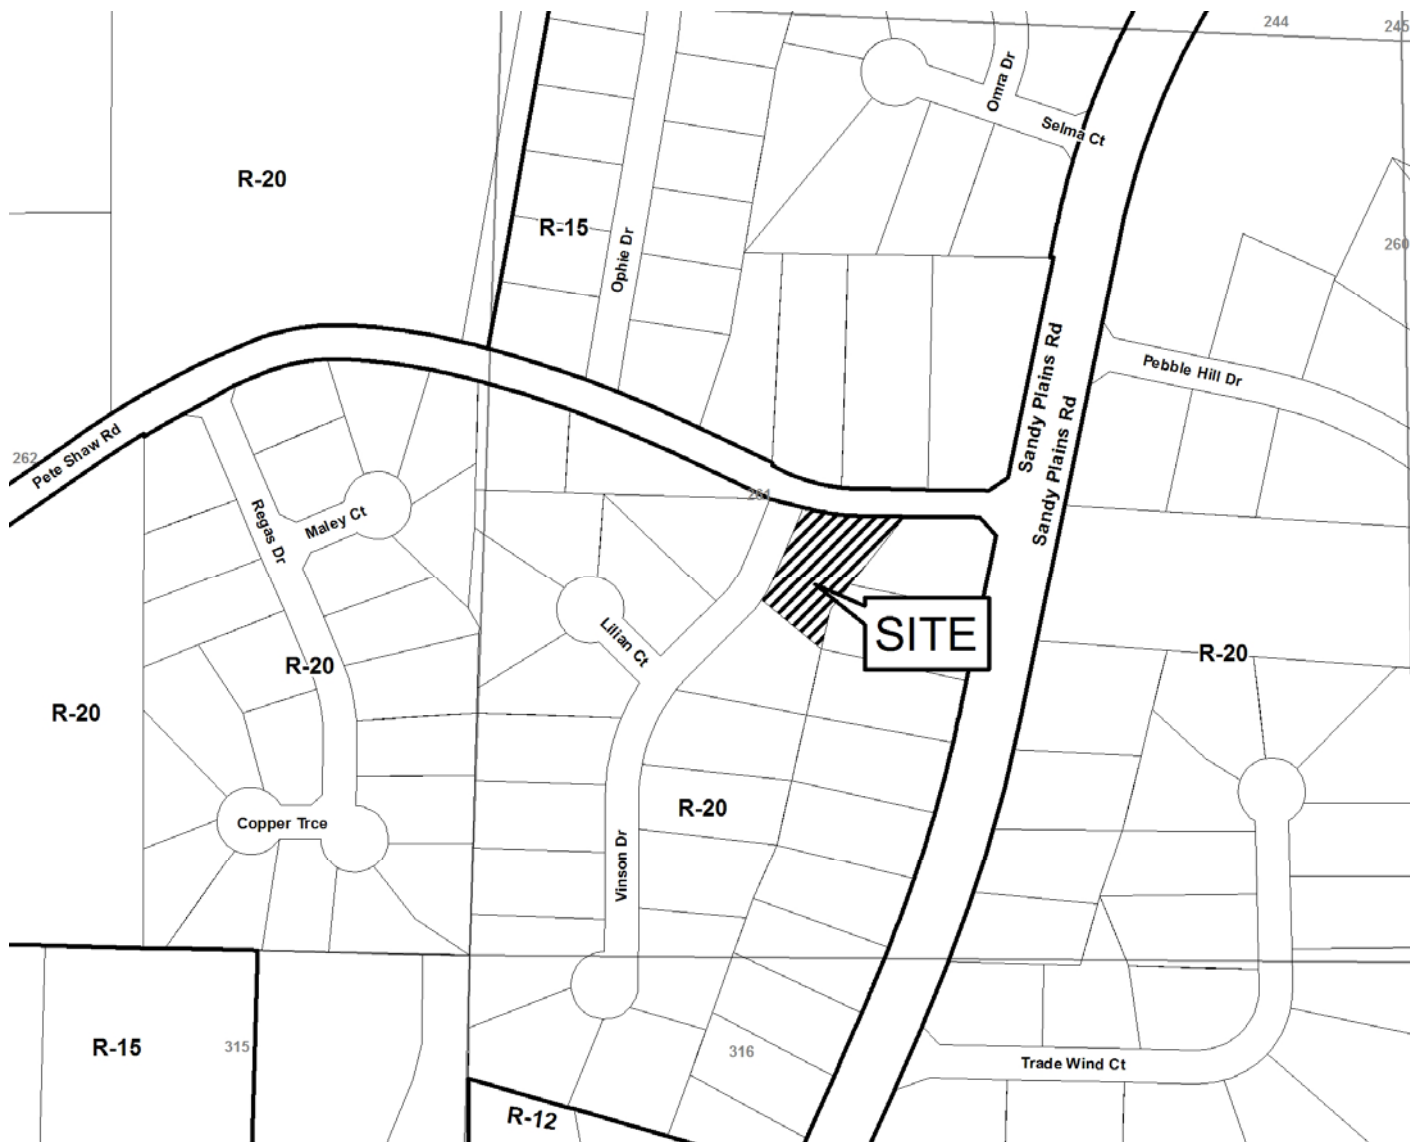 244
245
Omra Dr
Selma Ct
R-20
R-15
Ophie Dr
260
Sandy Plains Rd
Sandy Plains Rd
Pebble Hill Dr
Pete Shaw Rd
262
261
Regas Dr
Maley Ct
Lilian Ct
SITE
R-20
R-20
R-20
R-20
Copper Trce
Vinson Dr
R-15
315
316
Trade Wind Ct
R-12